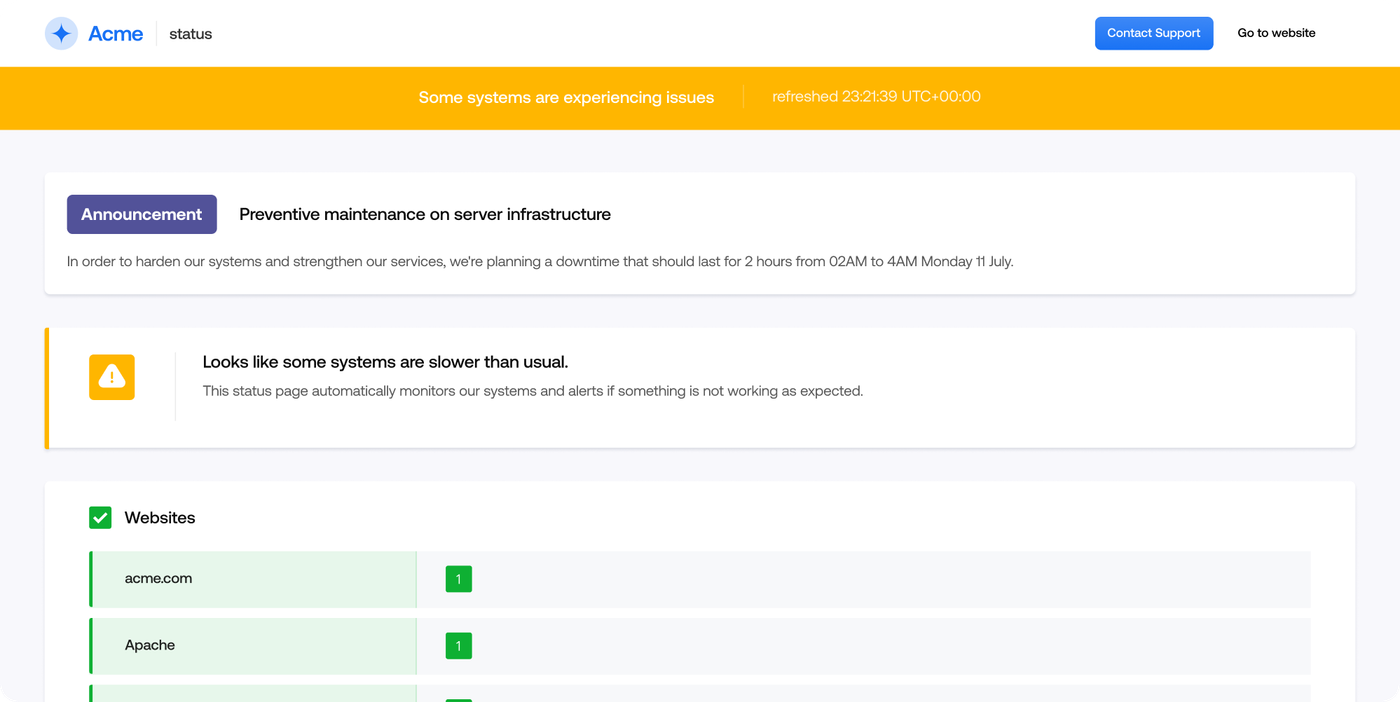 Acme status Contact Support Go to website
Some systems are experiencing issues refreshed 23:21:39 UTC+00:00
Announcement Preventive maintenance on server infrastructure
In order to harden our systems and strengthen our services, we're planning a downtime that should last for 2 hours from 02AM to 4AM Monday 11 July.
Looks like some systems are slower than usual.
This status page automatically monitors our systems and alerts if something is not working as expected.
Websites
acme.com 1
Apache 1